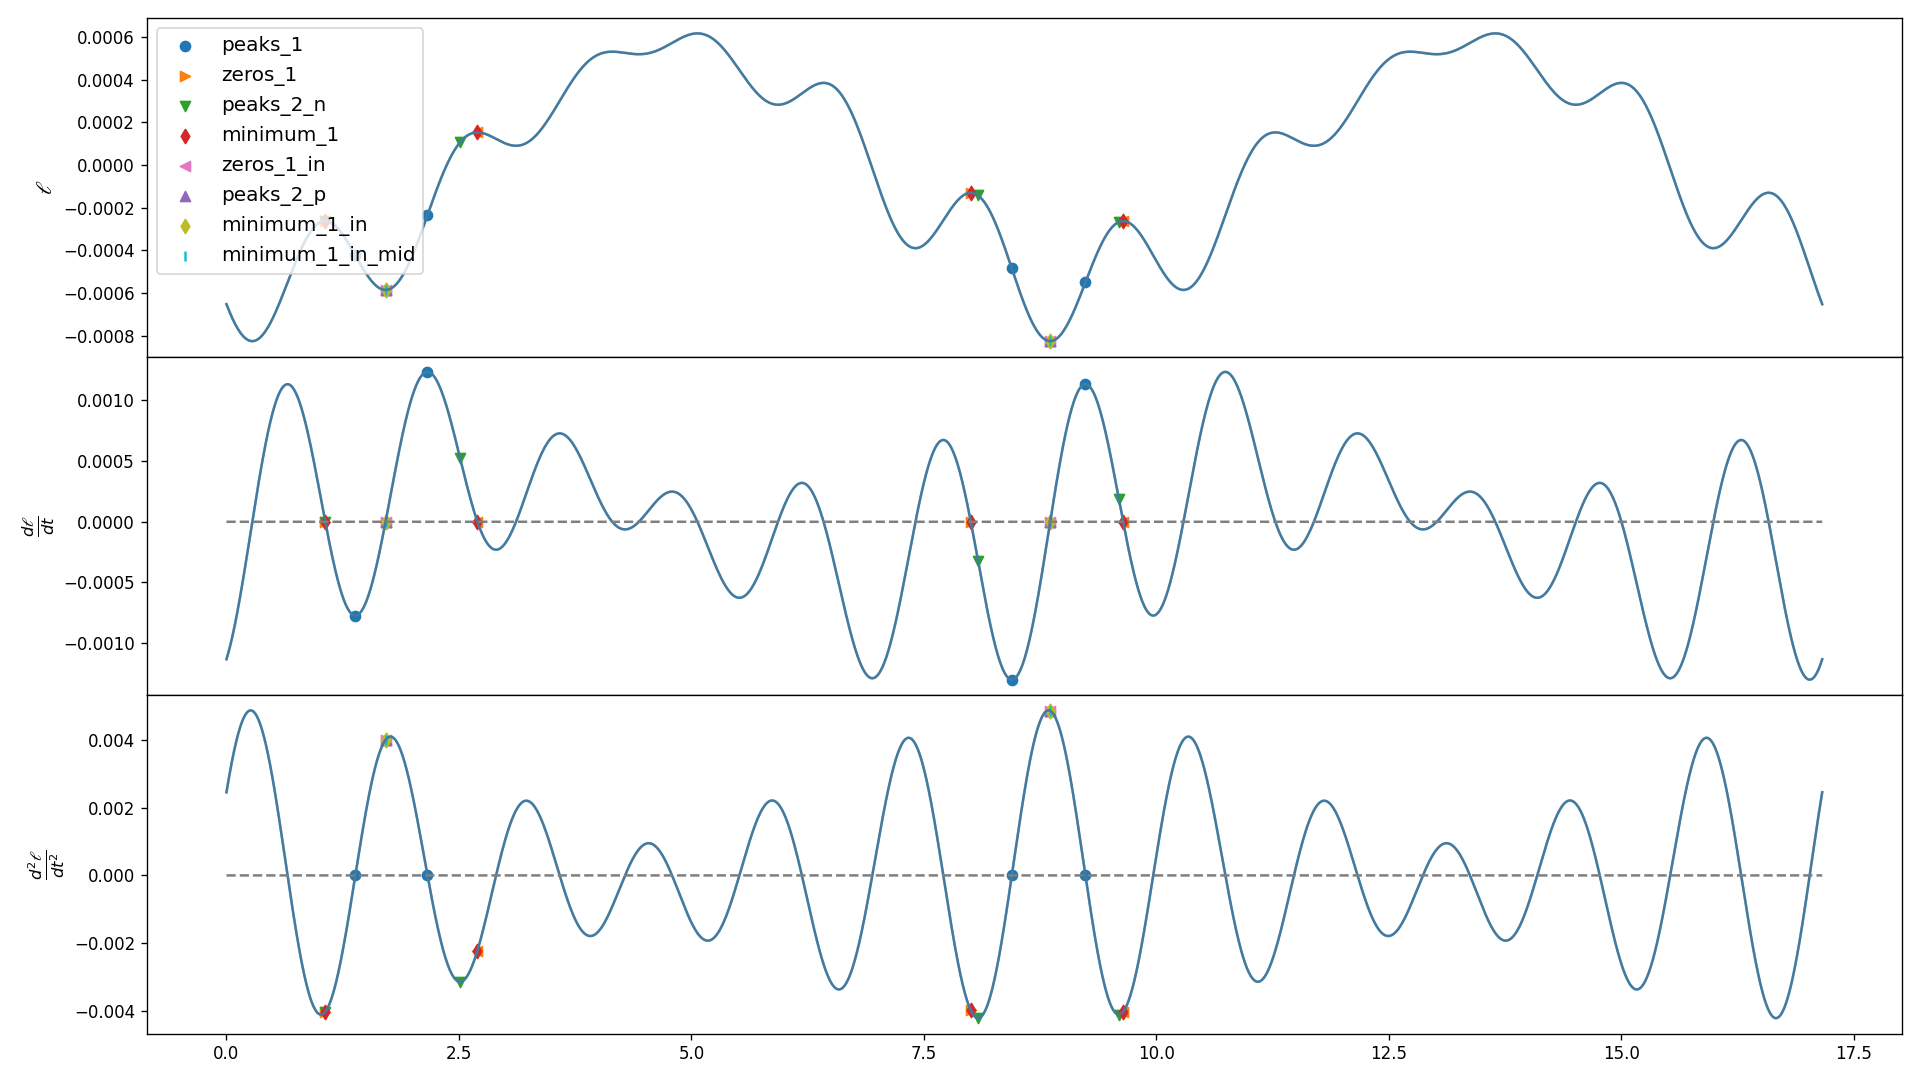 peaks_1
zeros_1
peaks_2_n
minimum_1
zeros_1_in
peaks_2_p
minimum_1_in
minimum_1_in_mid
0.0006
0.0004
0.0002
0.0000
−0.0002
−0.0004
−0.0006
−0.0008
ℓ
0.0010
0.0005
0.0000
−0.0005
−0.0010
dℓ
dt
0.004
0.002
0.000
−0.002
−0.004
d²ℓ
dt²
0.0 2.5 5.0 7.5 10.0 12.5 15.0 17.5